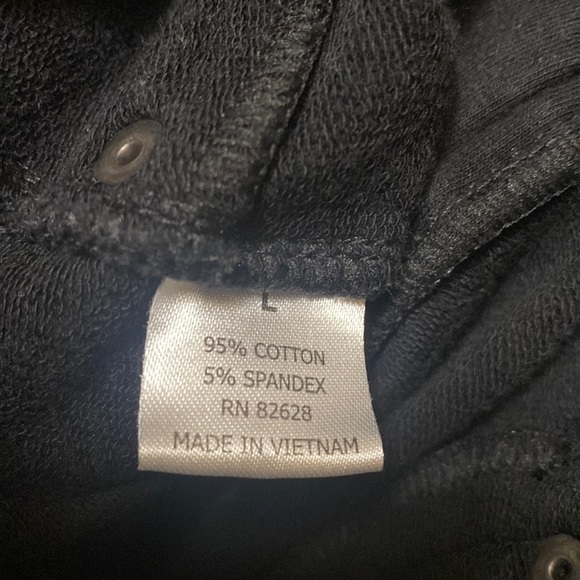 L
95% COTTON
5% SPANDEX
RN 82628
MADE IN VIETNAM